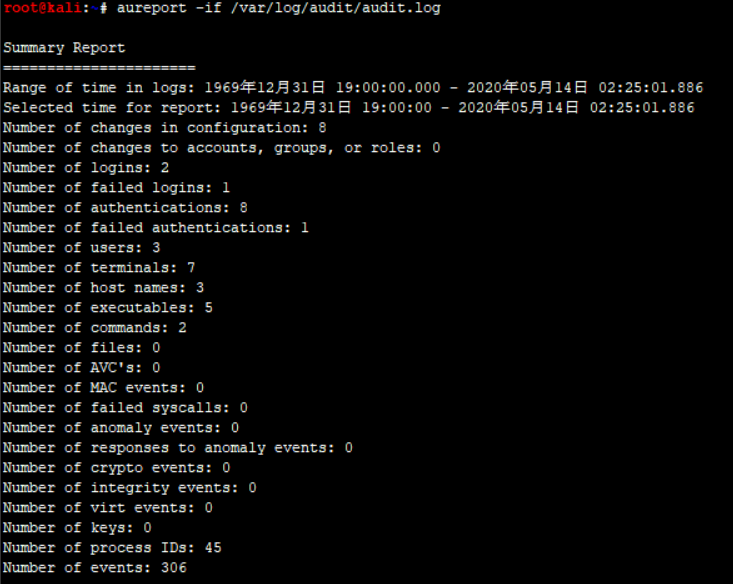 root@kali:~# aureport -if /var/log/audit/audit.log
Summary Report
======================
Range of time in logs: 1969年12月31日 19:00:00.000 - 2020年05月14日 02:25:01.886
Selected time for report: 1969年12月31日 19:00:00 - 2020年05月14日 02:25:01.886
Number of changes in configuration: 8
Number of changes to accounts, groups, or roles: 0
Number of logins: 2
Number of failed logins: 1
Number of authentications: 8
Number of failed authentications: 1
Number of users: 3
Number of terminals: 7
Number of host names: 3
Number of executables: 5
Number of commands: 2
Number of files: 0
Number of AVC's: 0
Number of MAC events: 0
Number of failed syscalls: 0
Number of anomaly events: 0
Number of responses to anomaly events: 0
Number of crypto events: 0
Number of integrity events: 0
Number of virt events: 0
Number of keys: 0
Number of process IDs: 45
Number of events: 306